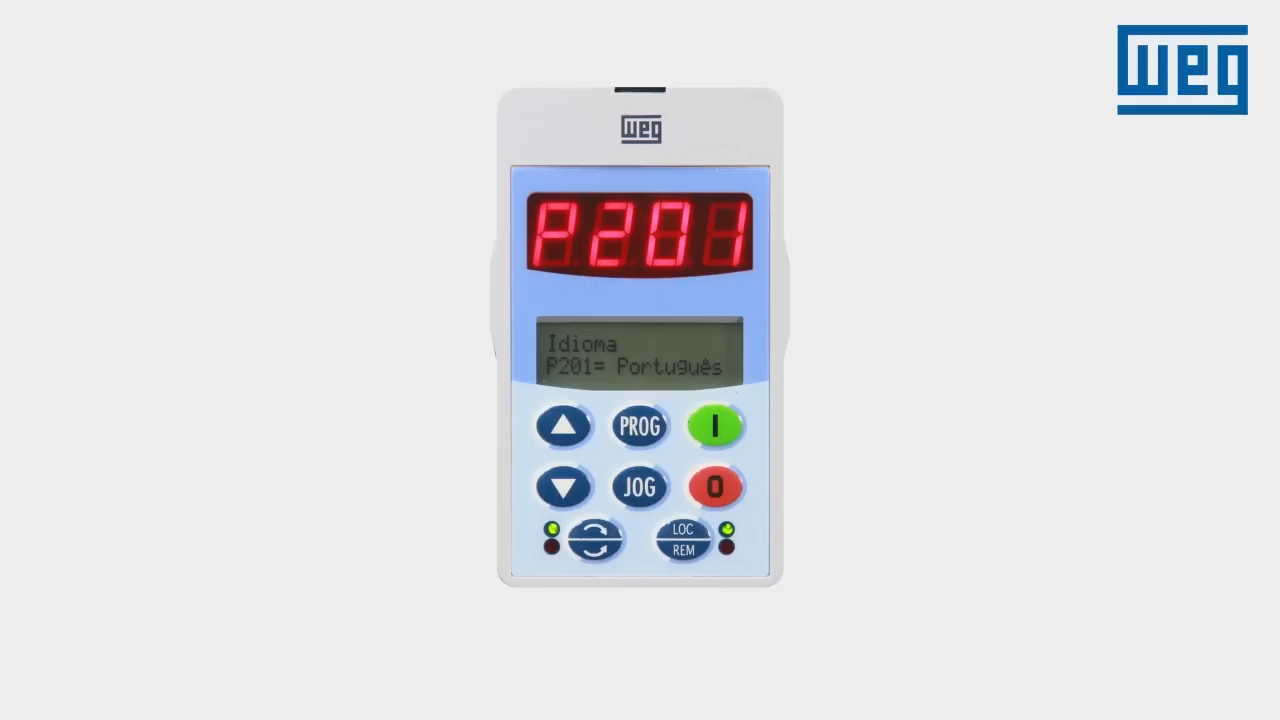 weg
weg
P201
Idioma
P201= Português
PROG
I
JOG
0
LOC
REM